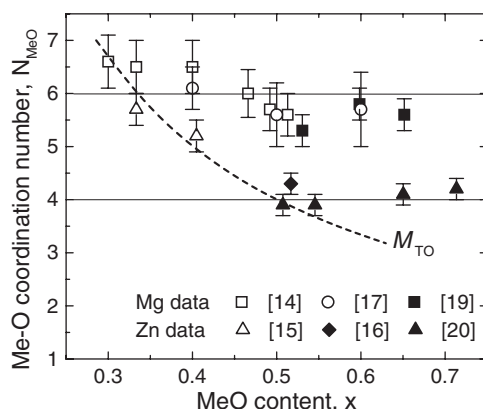 Me-O coordination number, N_MeO
7
6
5
4
3
2
1
M_TO
Mg data □ [14] ○ [17] ■ [19]
Zn data △ [15] ◆ [16] ▲ [20]
0.3 0.4 0.5 0.6 0.7
MeO content, x